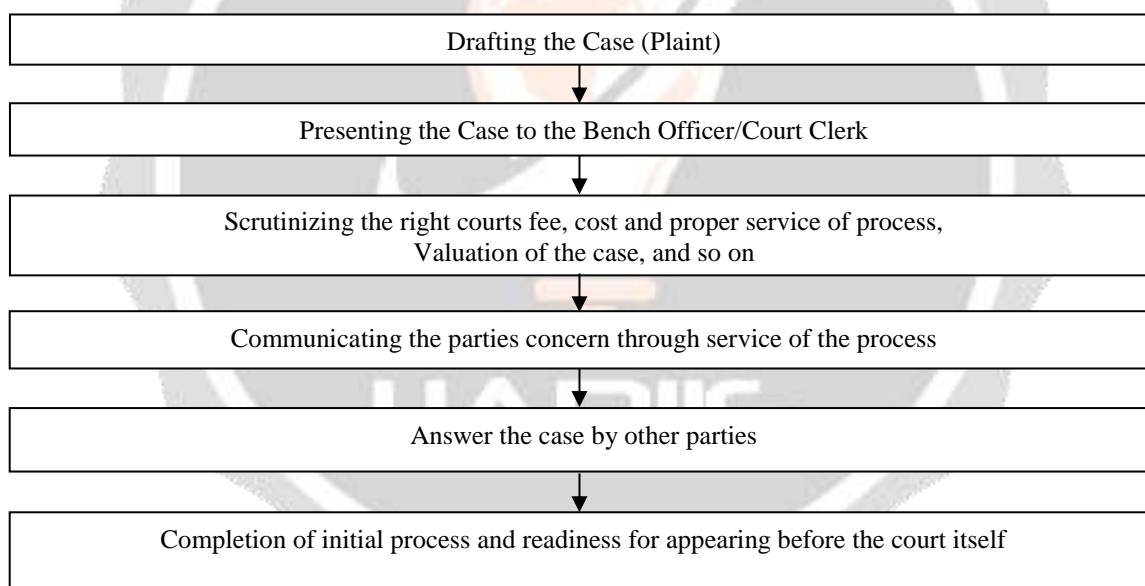 Drafting the Case (Plaint)
Presenting the Case to the Bench Officer/Court Clerk
Scrutinizing the right courts fee, cost and proper service of process,
Valuation of the case, and so on
Communicating the parties concern through service of the process
Answer the case by other parties
Completion of initial process and readiness for appearing before the court itself